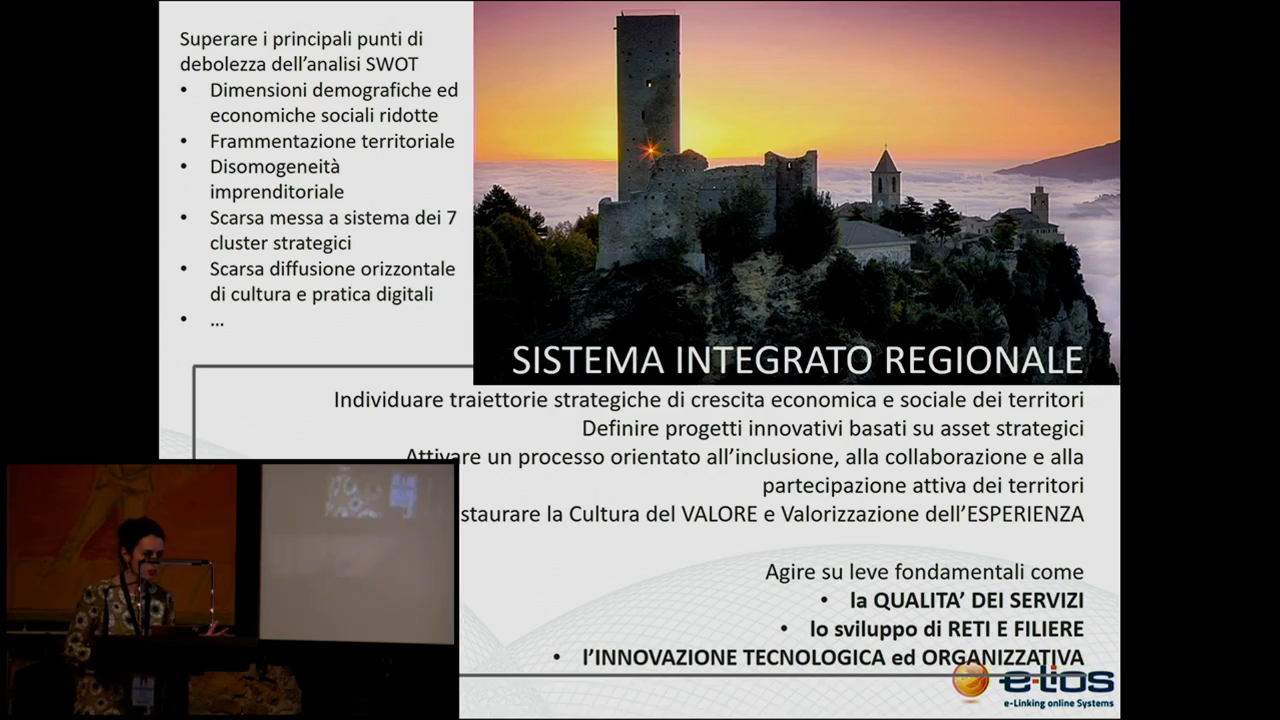 Superare i principali punti di
debolezza dell'analisi SWOT
• Dimensioni demografiche ed
economiche sociali ridotte
• Frammentazione territoriale
• Disomogeneità
imprenditoriale
• Scarsa messa a sistema dei 7
cluster strategici
• Scarsa diffusione orizzontale
di cultura e pratica digitali
• ...
SISTEMA INTEGRATO REGIONALE
Individuare traiettorie strategiche di crescita economica e sociale dei territori
Definire progetti innovativi basati su asset strategici
Attivare un processo orientato all'inclusione, alla collaborazione e alla
partecipazione attiva dei territori
staurare la Cultura del VALORE e Valorizzazione dell'ESPERIENZA
Agire su leve fondamentali come
• la QUALITA' DEI SERVIZI
• lo sviluppo di RETI E FILIERE
• l'INNOVAZIONE TECNOLOGICA ed ORGANIZZATIVA
e-lios
e-Linking online Systems